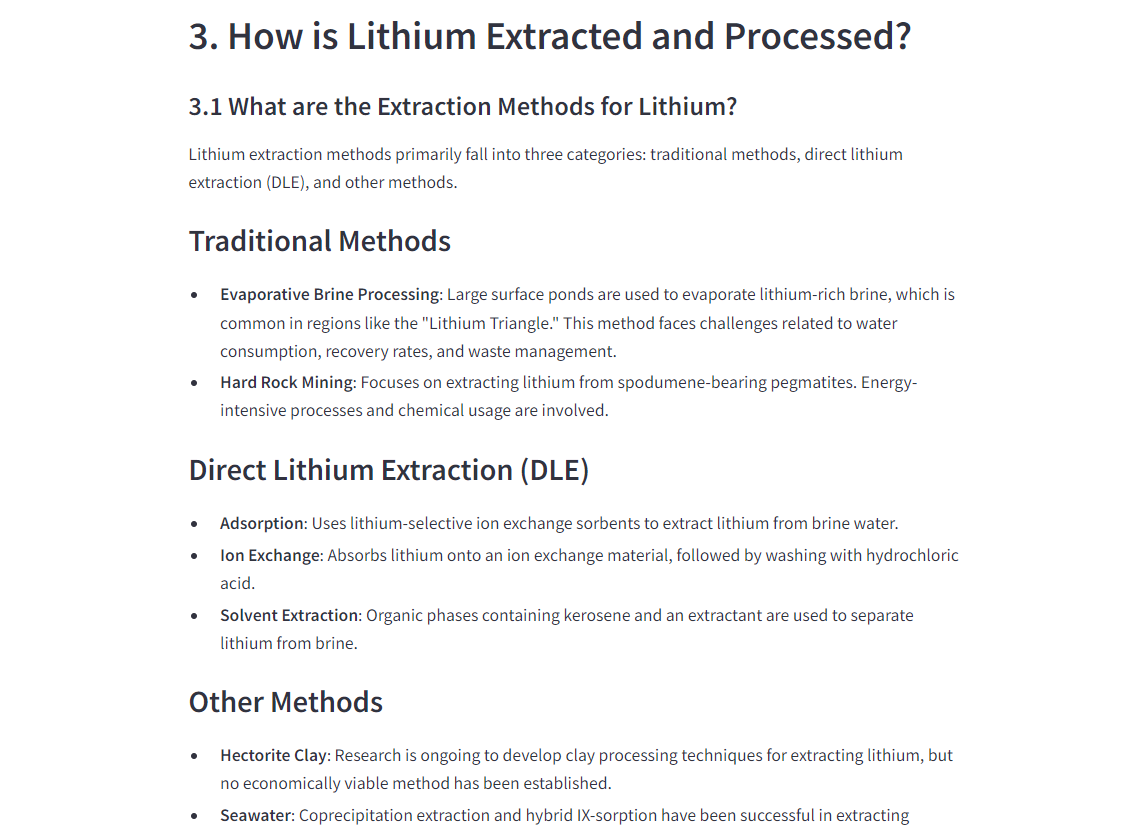 3. How is Lithium Extracted and Processed?
3.1 What are the Extraction Methods for Lithium?
Lithium extraction methods primarily fall into three categories: traditional methods, direct lithium
extraction (DLE), and other methods.
Traditional Methods
• Evaporative Brine Processing: Large surface ponds are used to evaporate lithium-rich brine, which is
common in regions like the "Lithium Triangle." This method faces challenges related to water
consumption, recovery rates, and waste management.
• Hard Rock Mining: Focuses on extracting lithium from spodumene-bearing pegmatites. Energy-
intensive processes and chemical usage are involved.
Direct Lithium Extraction (DLE)
• Adsorption: Uses lithium-selective ion exchange sorbents to extract lithium from brine water.
• Ion Exchange: Absorbs lithium onto an ion exchange material, followed by washing with hydrochloric
acid.
• Solvent Extraction: Organic phases containing kerosene and an extractant are used to separate
lithium from brine.
Other Methods
• Hectorite Clay: Research is ongoing to develop clay processing techniques for extracting lithium, but
no economically viable method has been established.
• Seawater: Coprecipitation extraction and hybrid IX-sorption have been successful in extracting